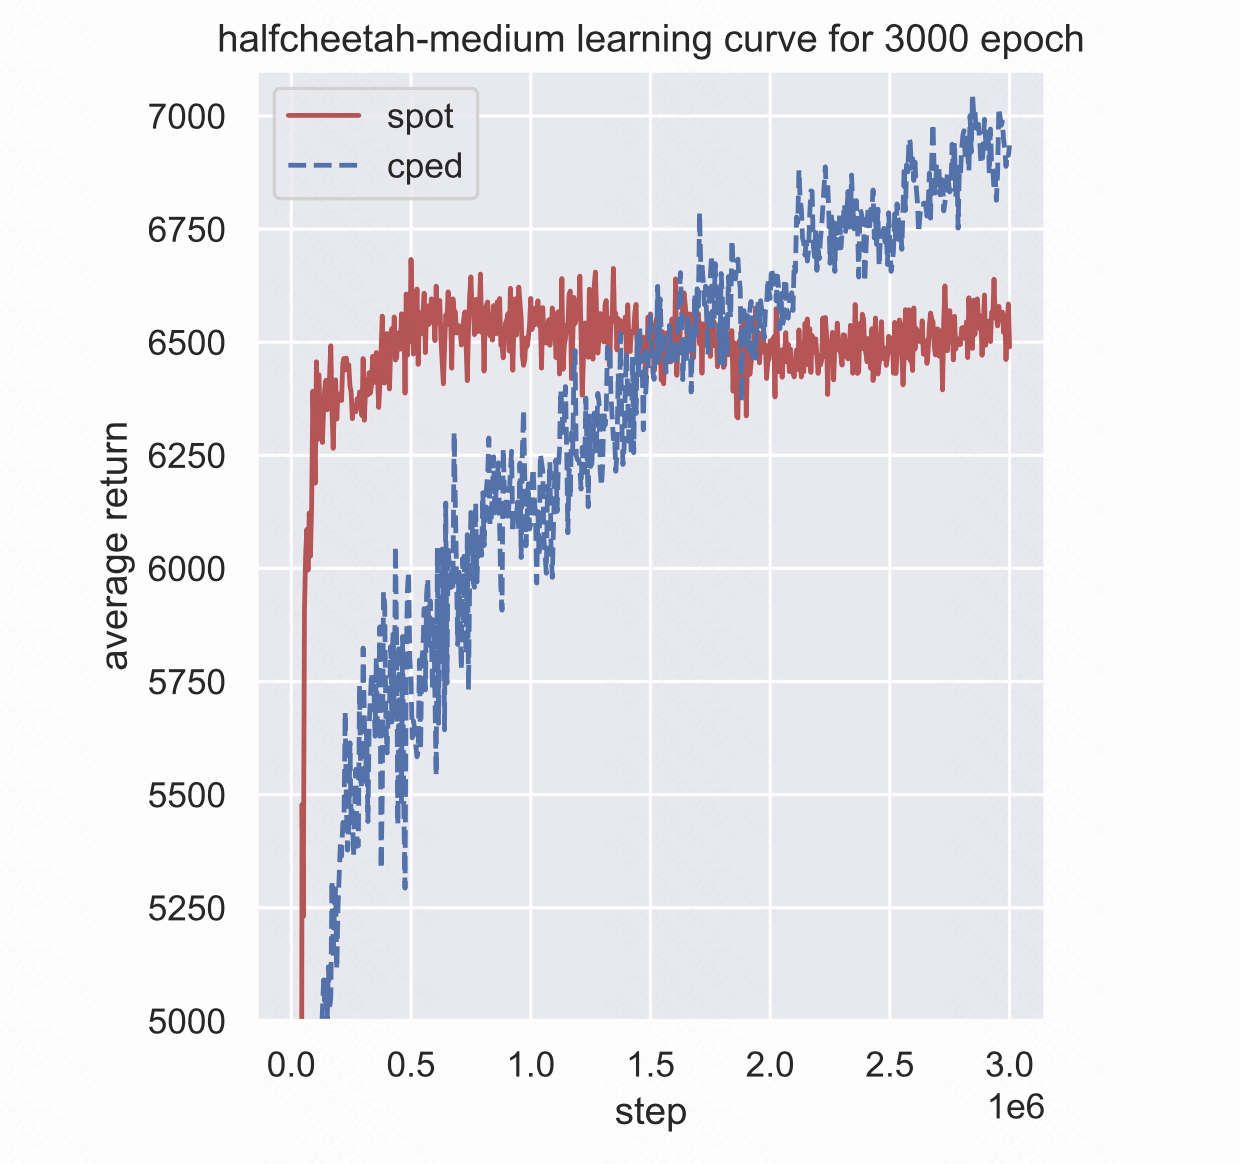 halfcheetah-medium learning curve for 3000 epoch
spot
cped
7000
6750
6500
6250
6000
5750
5500
5250
5000
average return
0.0 0.5 1.0 1.5 2.0 2.5 3.0
1e6
step